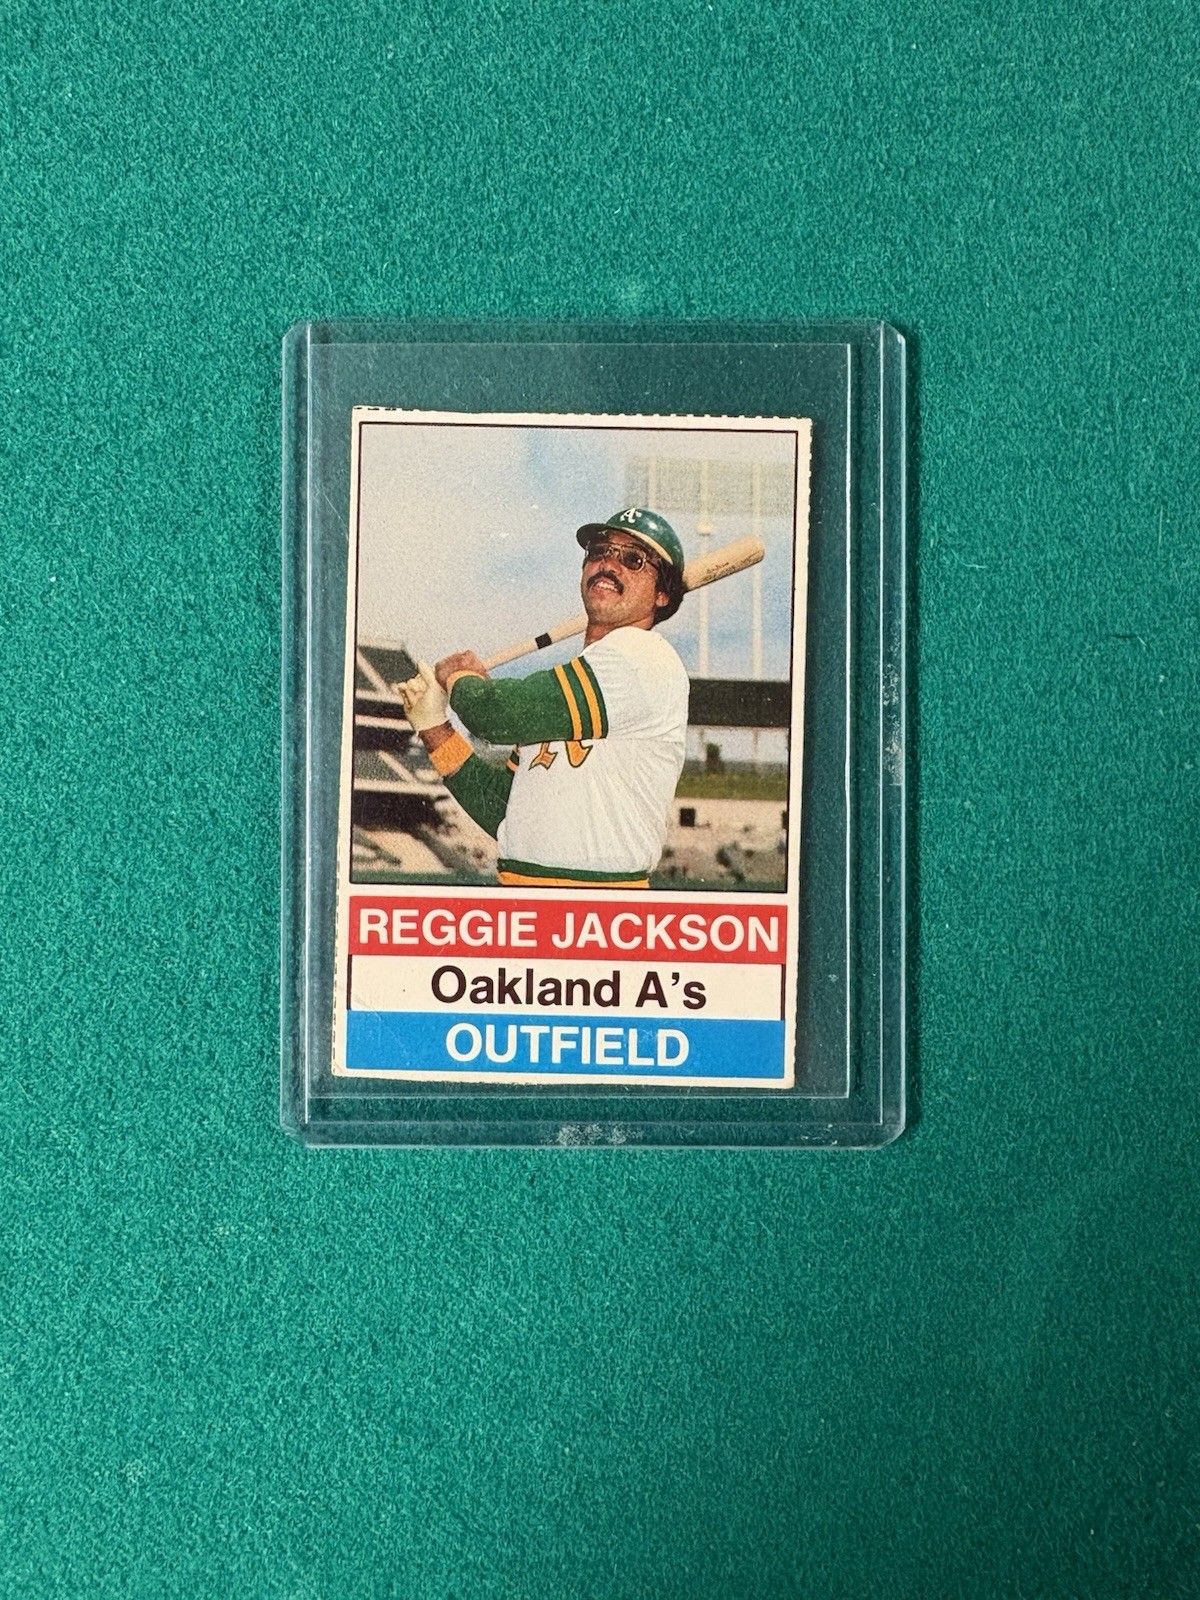 A's
REGGIE JACKSON
Oakland A's
OUTFIELD